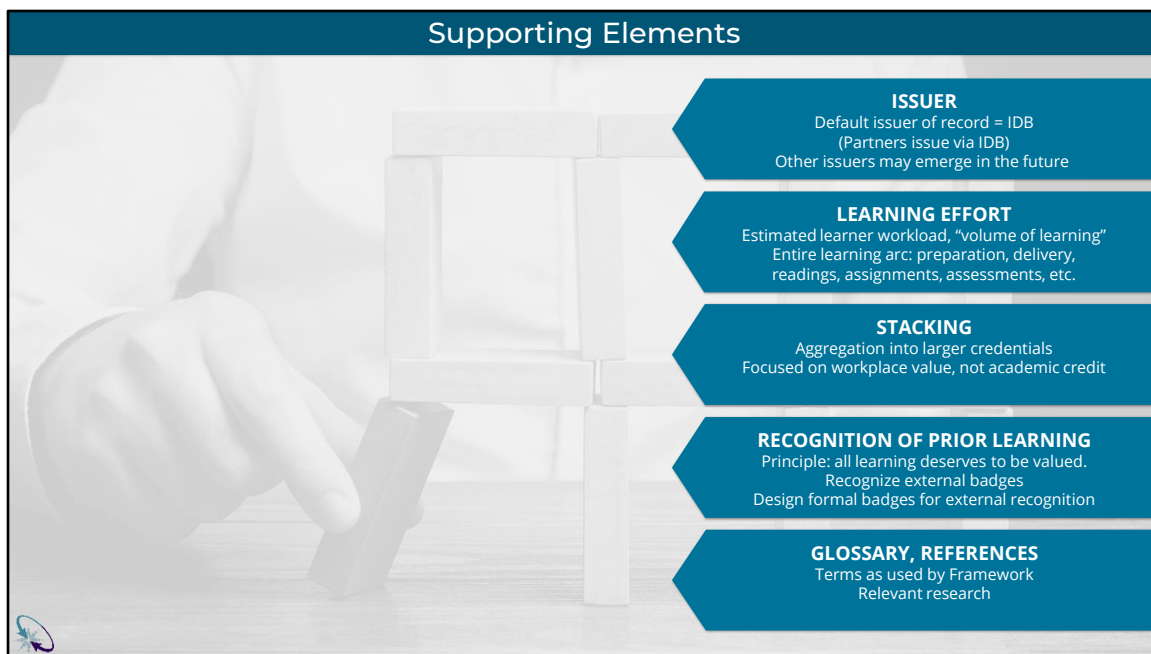 Supporting Elements
ISSUER
Default issuer of record = IDB
(Partners issue via IDB)
Other issuers may emerge in the future
LEARNING EFFORT
Estimated learner workload, “volume of learning”
Entire learning arc: preparation, delivery,
readings, assignments, assessments, etc.
STACKING
Aggregation into larger credentials
Focused on workplace value, not academic credit
RECOGNITION OF PRIOR LEARNING
Principle: all learning deserves to be valued.
Recognize external badges
Design formal badges for external recognition
GLOSSARY, REFERENCES
Terms as used by Framework
Relevant research